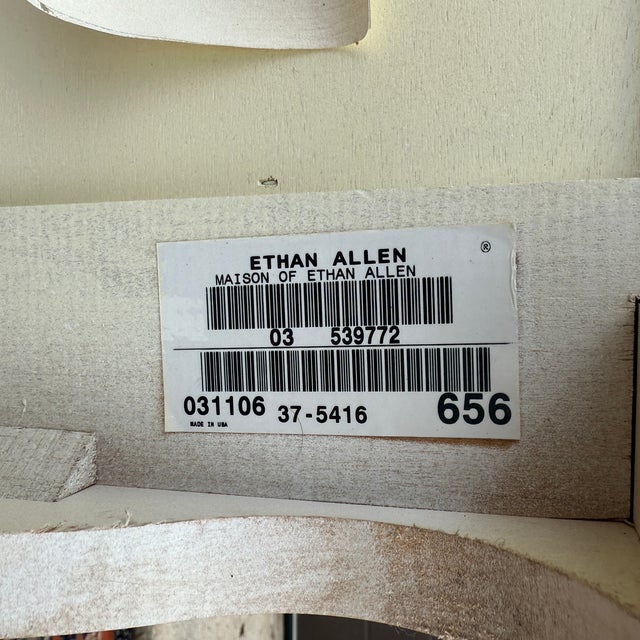 ETHAN ALLEN ®
MAISON OF ETHAN ALLEN
03 539772
031106 37-5416 656
MADE IN USA